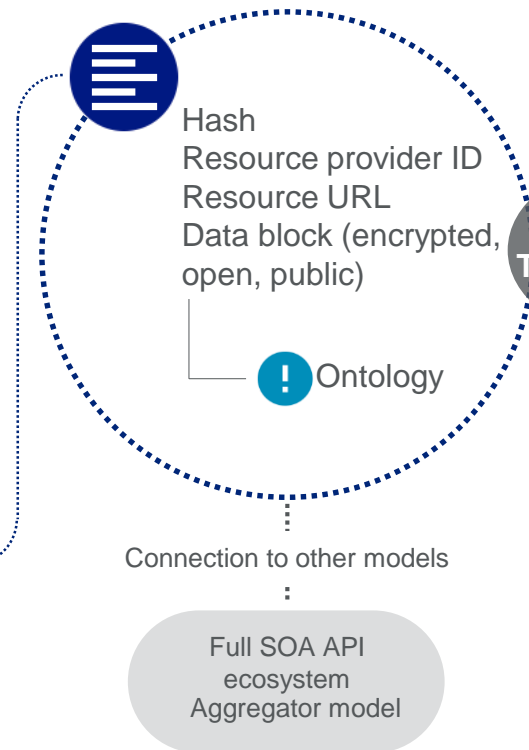 Hash
Resource provider ID
Resource URL
Data block (encrypted,
open, public)
Ontology
Connection to other models
Full SOA API
ecosystem
Aggregator model